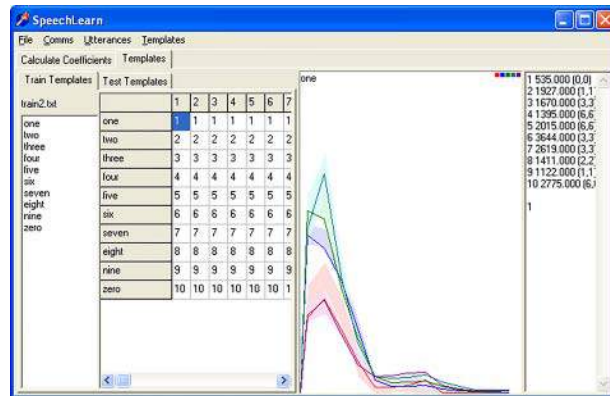 SpeechLearn
File Comms Utterances Templates
Calculate Coefficients Templates
Train Templates Test Templates
train2.txt
one
two
three
four
five
six
seven
eight
nine
zero
1 2 3 4 5 6 7
one 1 1 1 1 1 1 1
two 2 2 2 2 2 2 2
three 3 3 3 3 3 3 3
four 4 4 4 4 4 4 4
five 5 5 5 5 5 5 5
six 6 6 6 6 6 6 6
seven 7 7 7 7 7 7 7
eight 8 8 8 8 8 8 8
nine 9 9 9 9 9 9 9
zero 10 10 10 10 10 10 1
one
1 535.000 (0,0)
2 1927.000 (1,1)
3 1670.000 (3,3)
4 1395.000 (6,6)
5 2015.000 (6,6)
6 3644.000 (3,3)
7 2619.000 (3,3)
8 1411.000 (2,2)
9 1122.000 (1,1)
10 2775.000 (6,
1